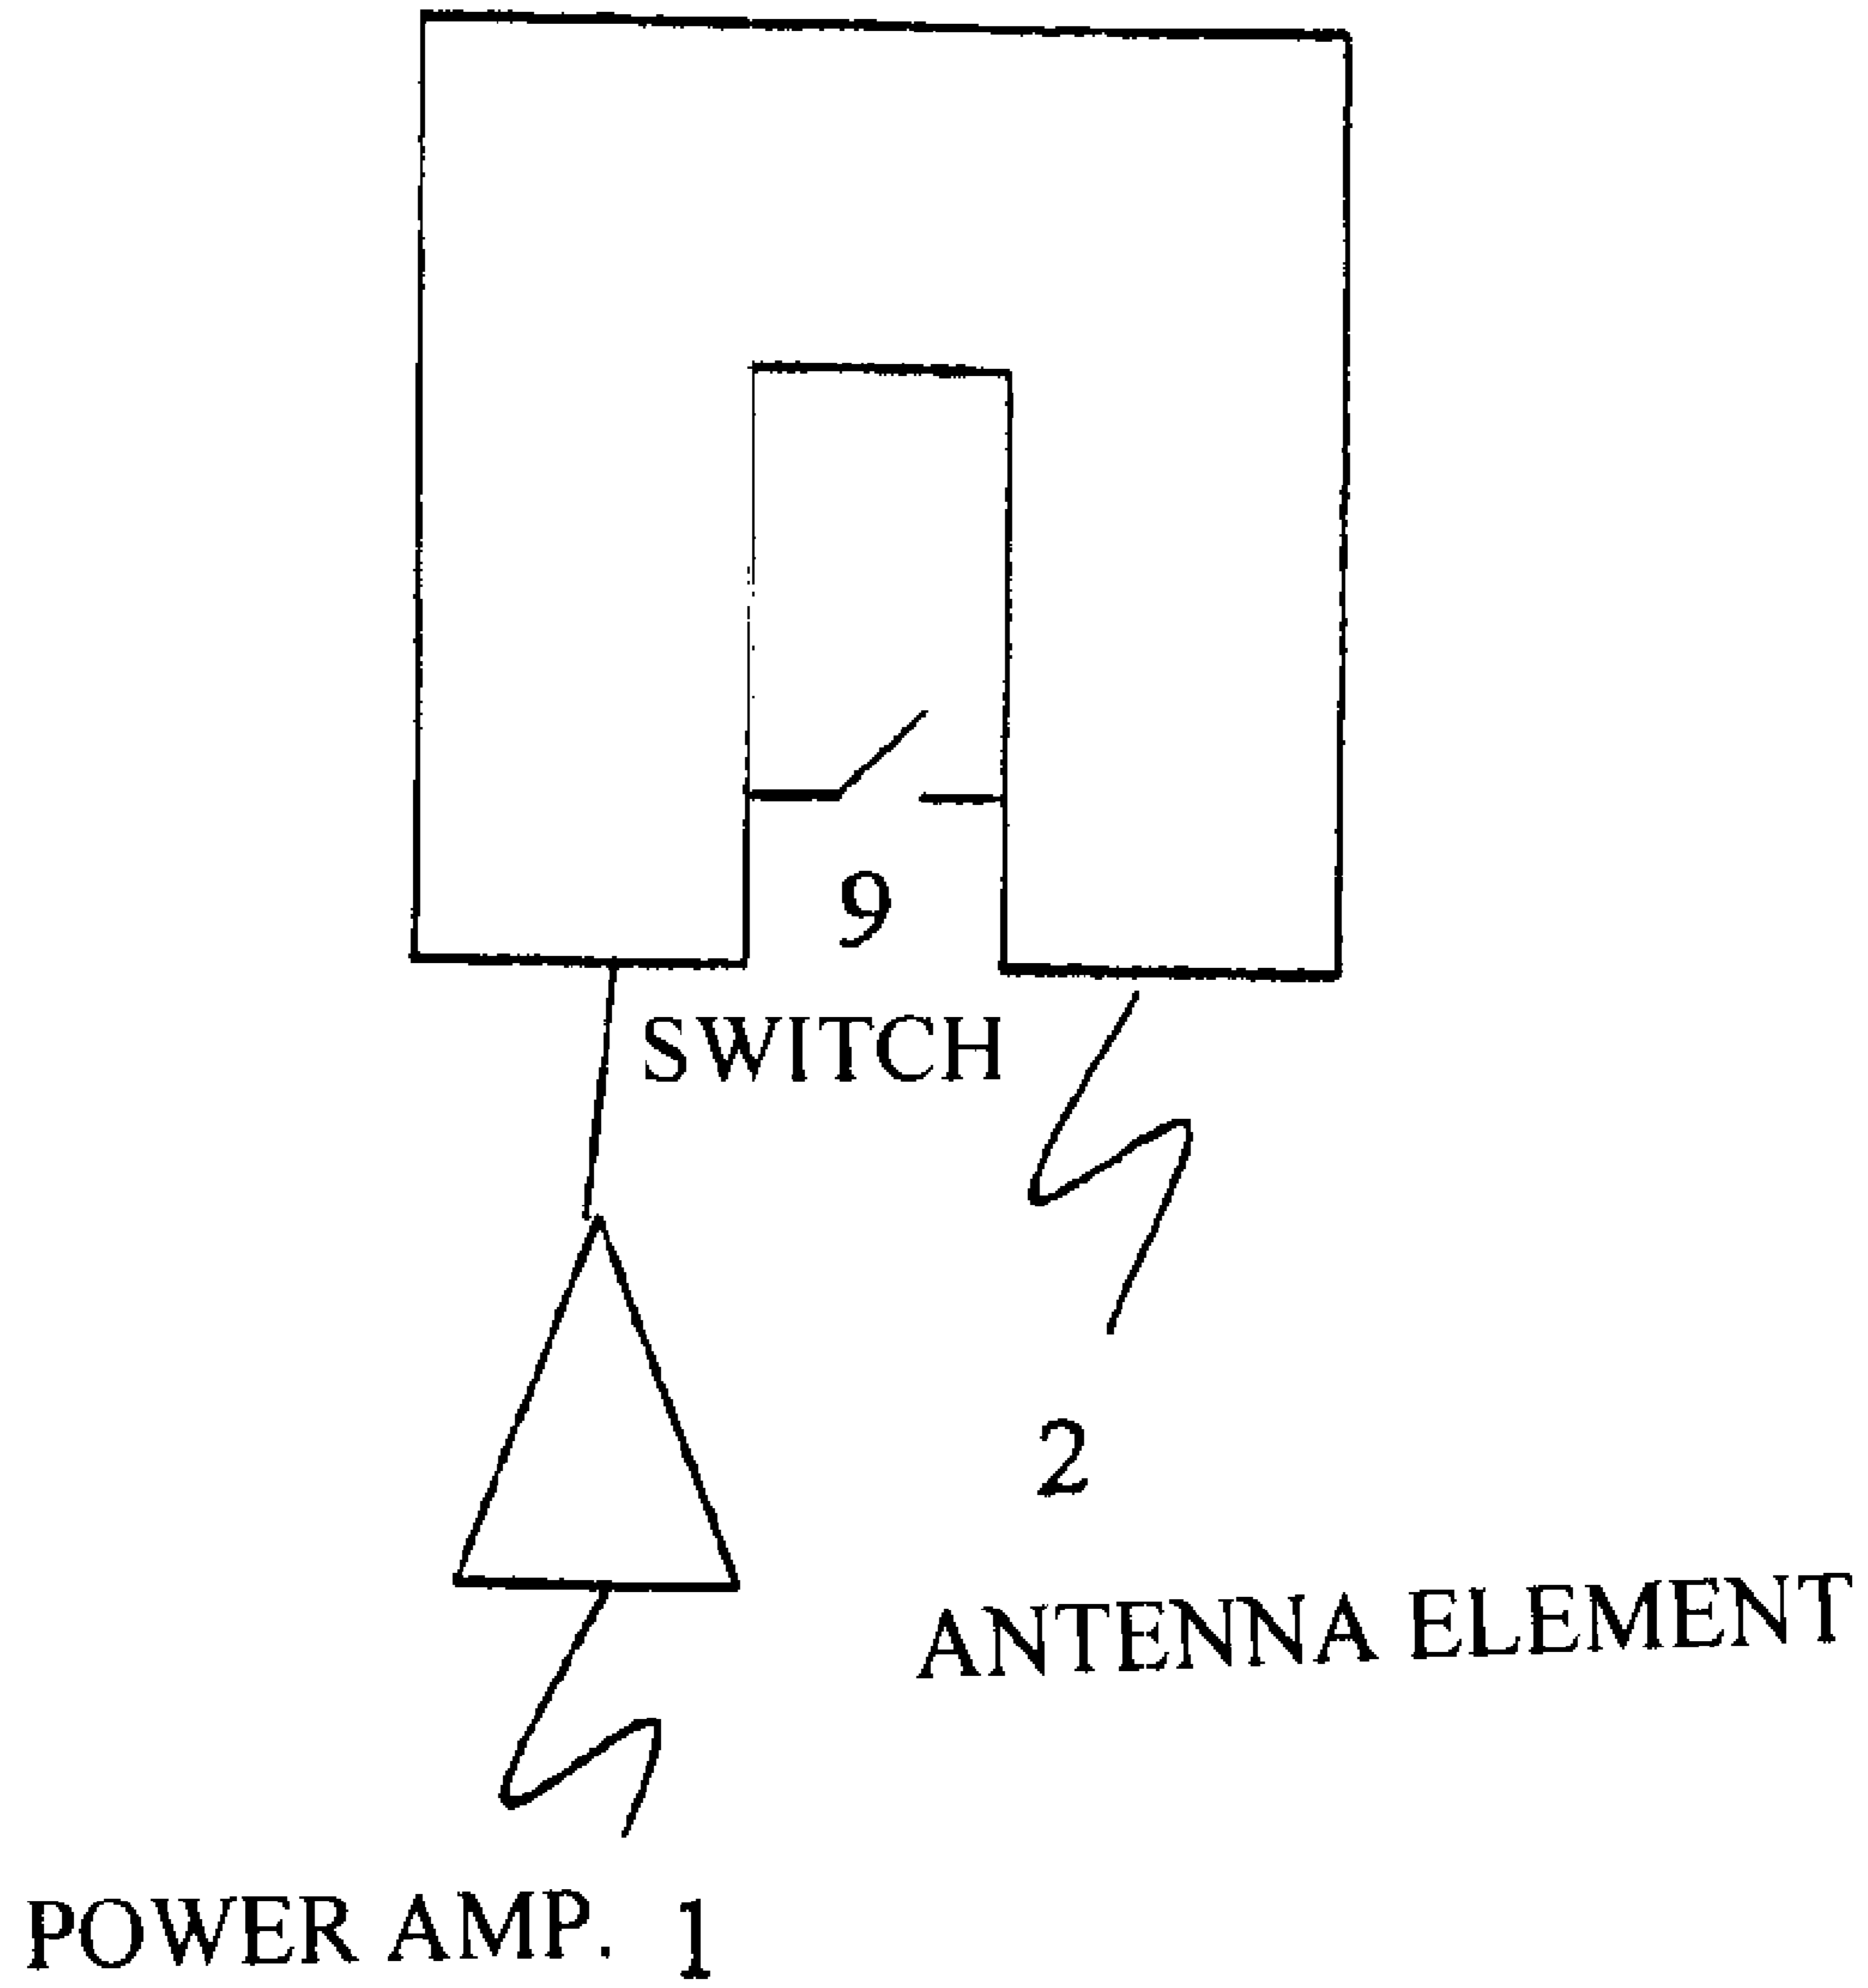 9
SWITCH
2
ANTENNA ELEMENT
POWER AMP. 1